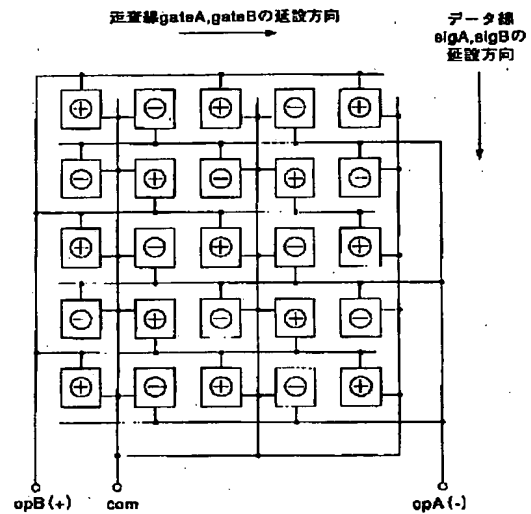 走査線gateA,gateBの延設方向
データ線
sigA,sigBの
延設方向
⊕ ⊖ ⊕ ⊖ ⊕
⊖ ⊕ ⊖ ⊕ ⊖
⊕ ⊖ ⊕ ⊖ ⊕
⊖ ⊕ ⊖ ⊕ ⊖
⊕ ⊖ ⊕ ⊖ ⊕
opB(+) com opA(-)